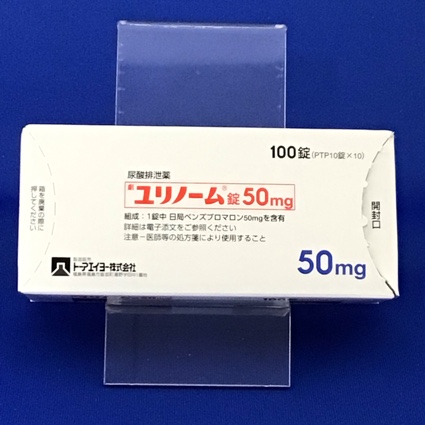 100錠(PTP10錠×10)
尿酸排泄薬
劇 ユリノーム®錠50mg
組成:1錠中 日局ベンズブロマロン50mgを含有
詳細は電子添文をご参照ください
注意-医師等の処方箋により使用すること
開封口
製造販売
トーアエイヨー株式会社
50mg